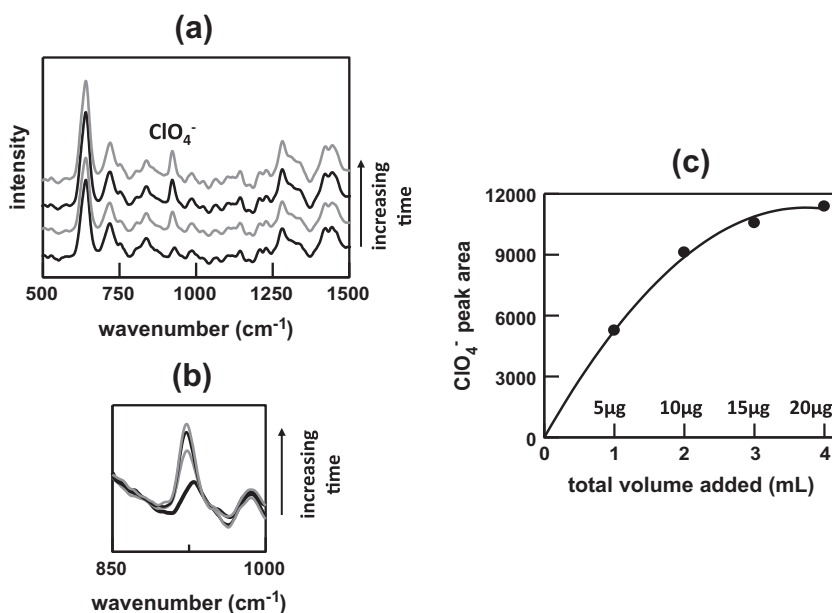 (a)
intensity
ClO₄⁻
increasing
time
500 750 1000 1250 1500
wavenumber (cm⁻¹)
(b)
increasing
time
850 1000
wavenumber (cm⁻¹)
(c)
ClO₄⁻ peak area
12000
9000
6000
3000
0
5µg 10µg 15µg 20µg
0 1 2 3 4
total volume added (mL)